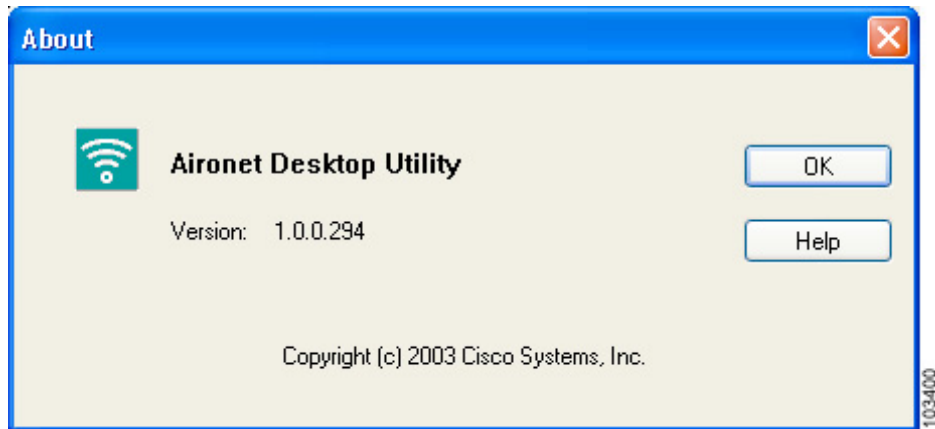 About
Aironet Desktop Utility
OK
Version: 1.0.0.294
Help
Copyright (c) 2003 Cisco Systems, Inc.
103400